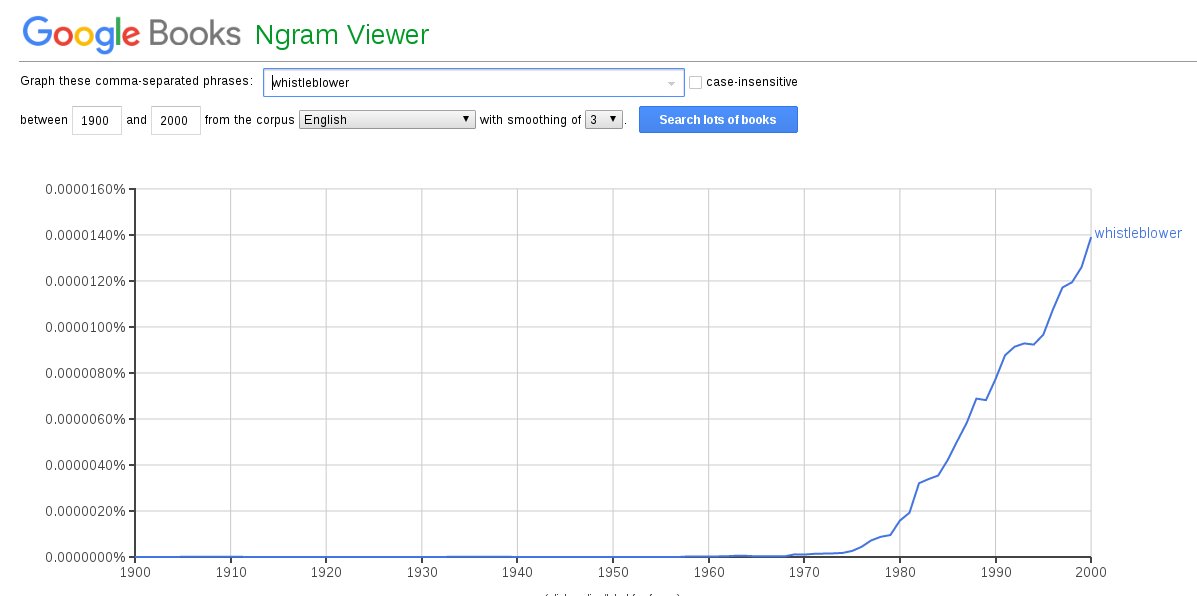 Google Books Ngram Viewer
Graph these comma-separated phrases: whistleblower case-insensitive
between 1900 and 2000 from the corpus English with smoothing of 3 . Search lots of books
0.0000160%
0.0000140%
whistleblower
0.0000120%
0.0000100%
0.0000080%
0.0000060%
0.0000040%
0.0000020%
0.0000000%
1900 1910 1920 1930 1940 1950 1960 1970 1980 1990 2000